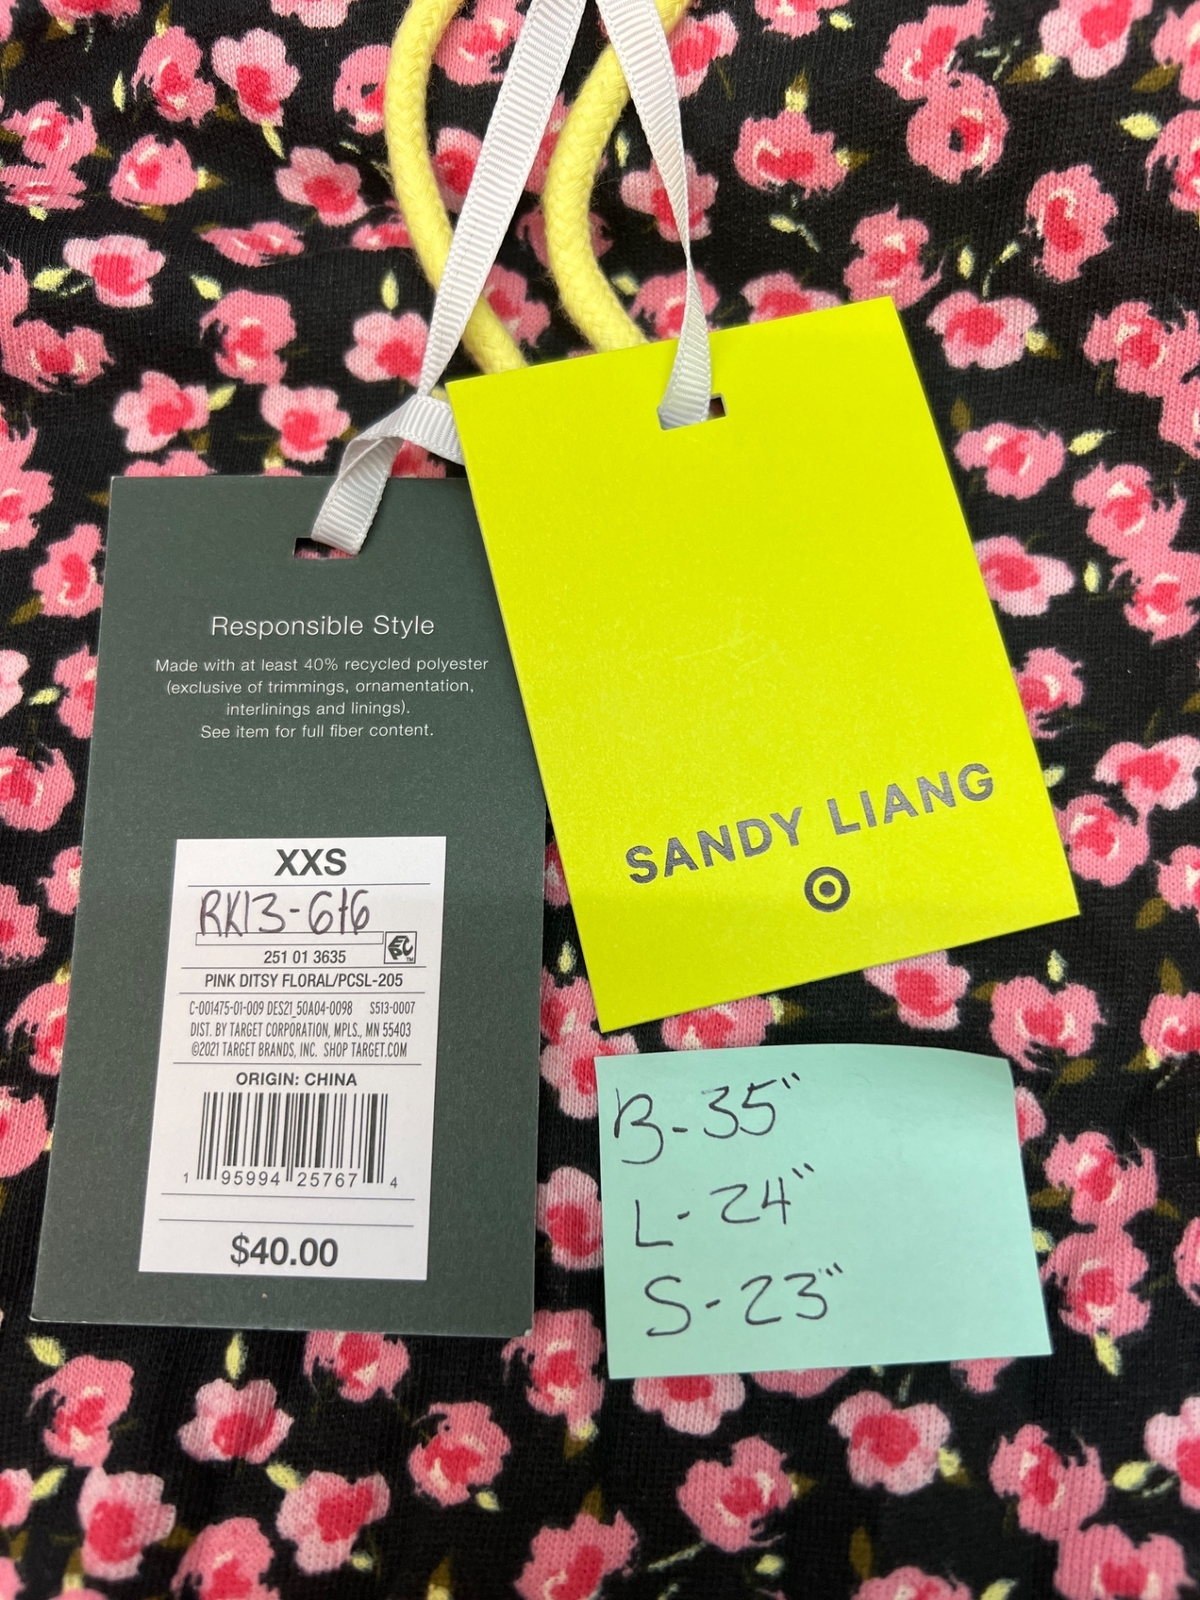 Responsible Style
Made with at least 40% recycled polyester
(exclusive of trimmings, ornamentation,
interlinings and linings).
See item for full fiber content.
XXS
RK13-6+6
251 01 3635
PINK DITSY FLORAL/PCSL-205
C-001475-01-009 DES21_50A04-0098 S513-0007
DIST. BY TARGET CORPORATION, MPLS., MN 55403
©2021 TARGET BRANDS, INC. SHOP TARGET.COM
ORIGIN: CHINA
1 95994 25767 4
$40.00
SANDY LIANG
B-35"
L-24"
S-23"